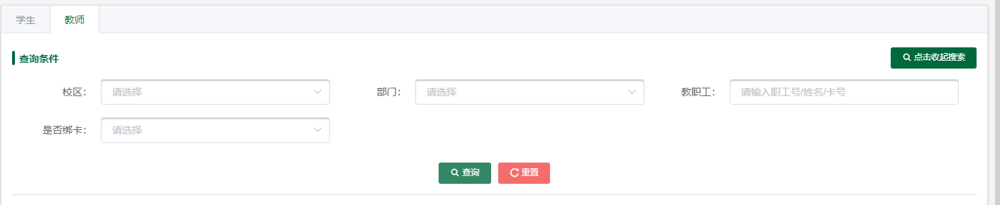 学生 教师
查询条件 点击收起搜索
校区： 请选择 部门： 请选择 教职工： 请输入职工号/姓名/卡号
是否绑卡： 请选择
查询 重置